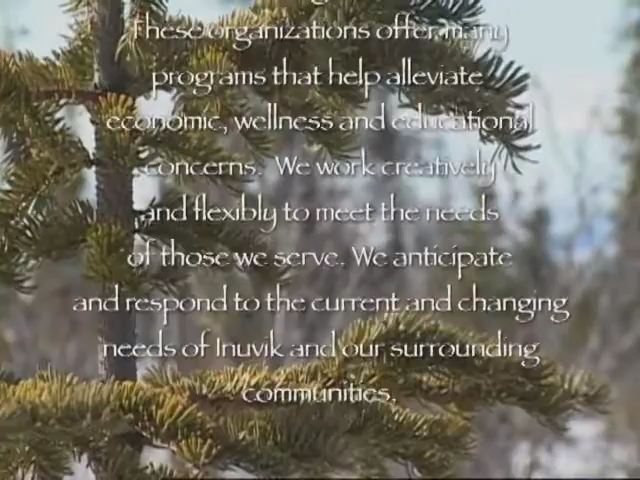 These organizations offer many
programs that help alleviate
economic, wellness and educational
concerns. We work creatively
and flexibly to meet the needs
of those we serve. We anticipate
and respond to the current and changing
needs of Inuvik and our surrounding
communities.